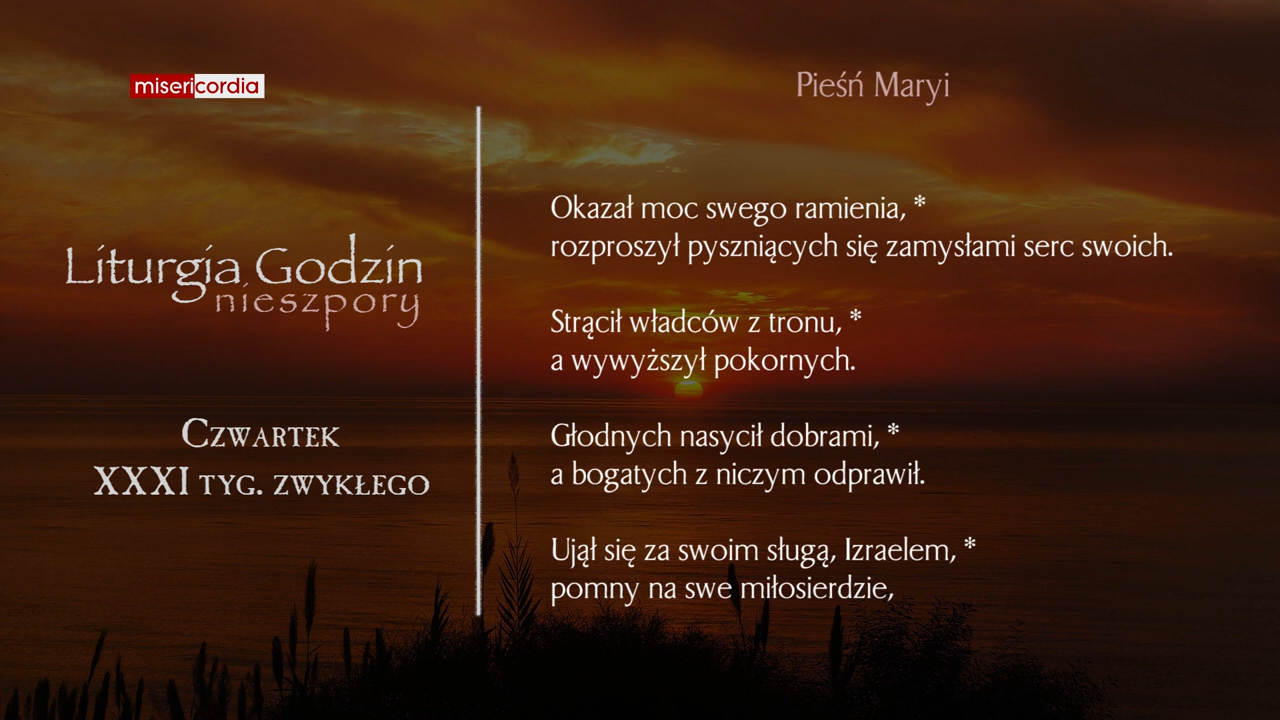 misericordia
Liturgia Godzin
nieszpory
Czwartek
XXXI tyg. zwykłego
Pieśń Maryi
Okazał moc swego ramienia, *
rozproszył pyszniących się zamysłami serc swoich.
Strącił władców z tronu, *
a wywyższył pokornych.
Głodnych nasycił dobrami, *
a bogatych z niczym odprawił.
Ujął się za swoim sługą, Izraelem, *
pomny na swe miłosierdzie,